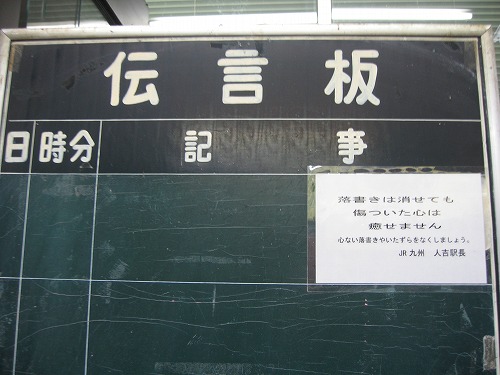 伝言板
日 時分 記事
落書きは消せても
傷ついた心は
癒せません
心ない落書きやいたずらをなくしましょう。
JR九州 人吉駅長